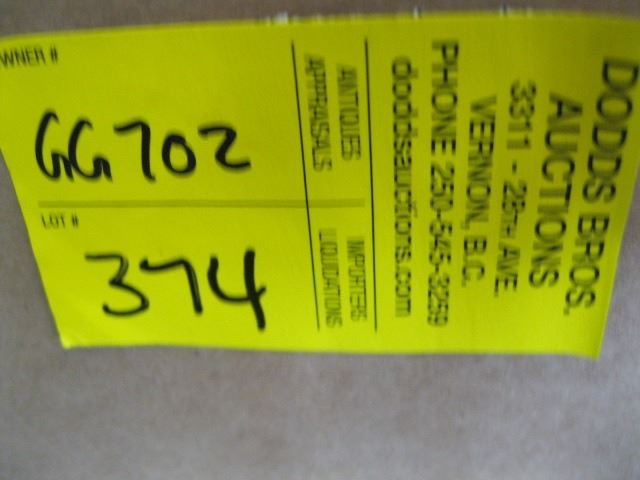 DODDS BROS.
AUCTIONS
3311 - 28TH AVE.
VERNON, B.C.
PHONE 250-545-3259
doddsauctions.com
ANTIQUES IMPORTERS
APPRAISALS LIQUIDATIONS
WNER #
GG702
LOT #
374